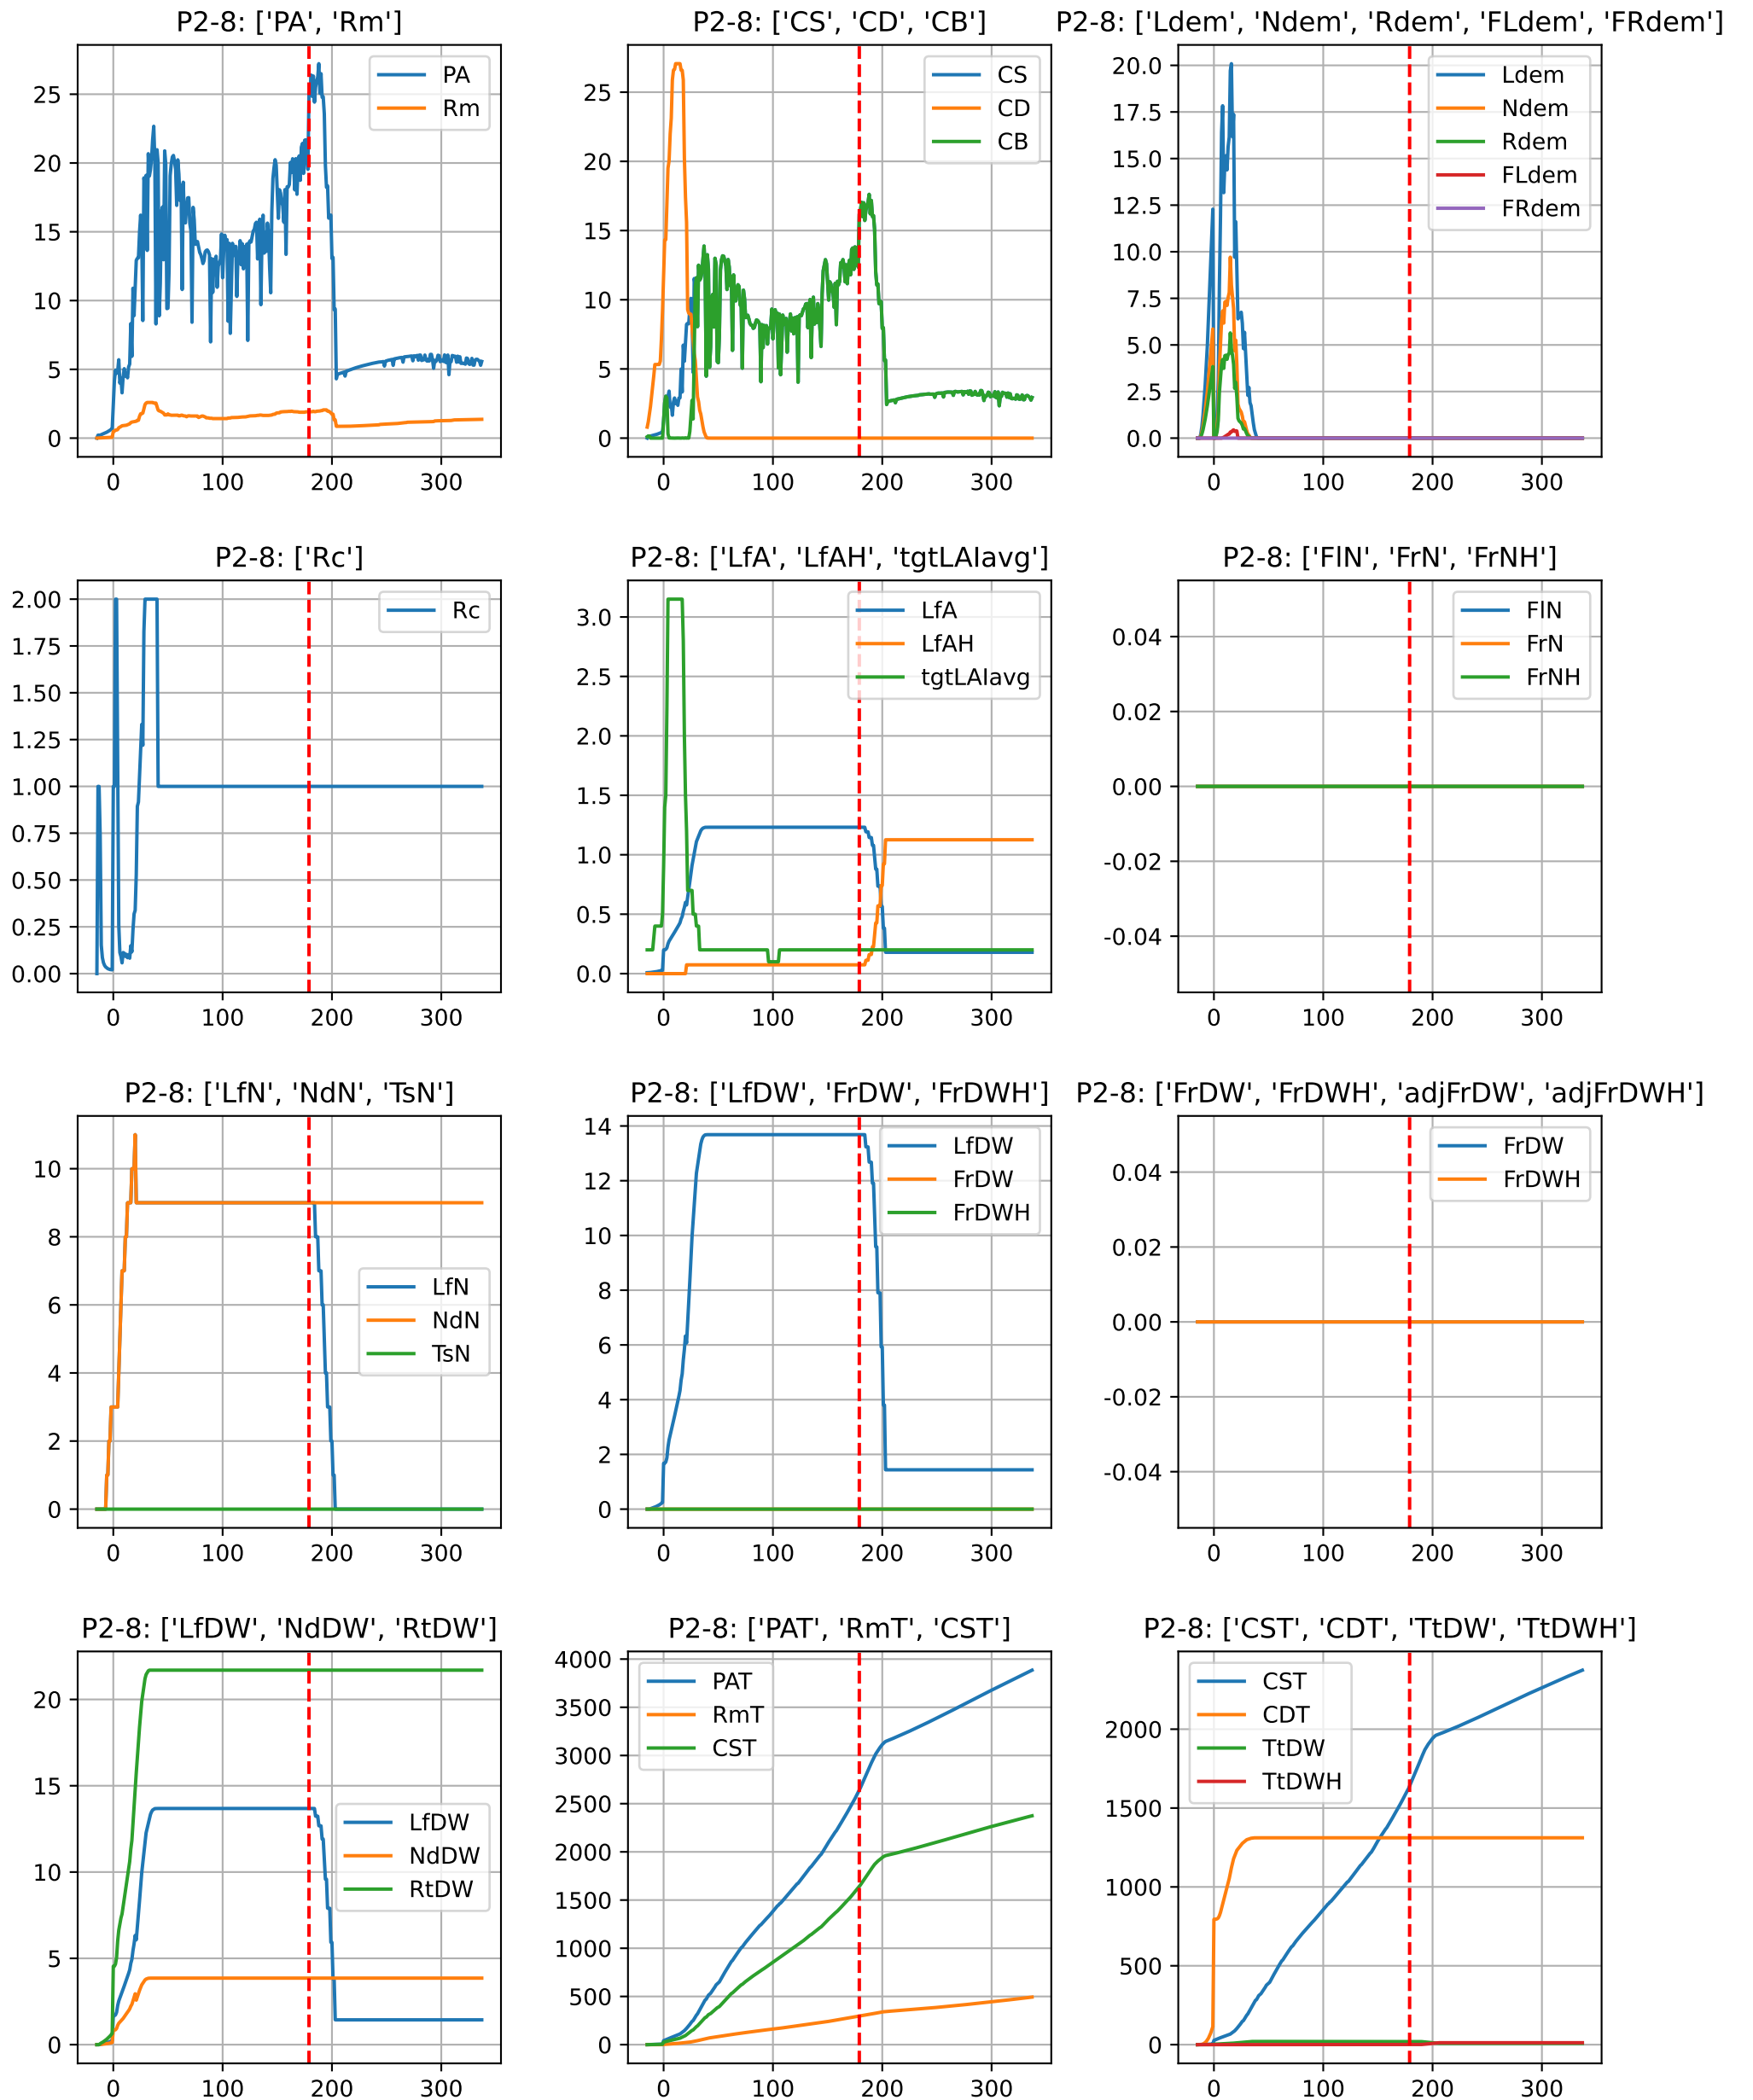 P2-8: ['PA', 'Rm']
25
20
15
10
5
0
0 100 200 300
PA
Rm
P2-8: ['CS', 'CD', 'CB']
25
20
15
10
5
0
0 100 200 300
CS
CD
CB
P2-8: ['Ldem', 'Ndem', 'Rdem', 'FLdem', 'FRdem']
20.0
17.5
15.0
12.5
10.0
7.5
5.0
2.5
0.0
0 100 200 300
Ldem
Ndem
Rdem
FLdem
FRdem
P2-8: ['Rc']
2.00
1.75
1.50
1.25
1.00
0.75
0.50
0.25
0.00
0 100 200 300
Rc
P2-8: ['LfA', 'LfAH', 'tgtLAIavg']
3.0
2.5
2.0
1.5
1.0
0.5
0.0
0 100 200 300
LfA
LfAH
tgtLAIavg
P2-8: ['FlN', 'FrN', 'FrNH']
0.04
0.02
0.00
-0.02
-0.04
0 100 200 300
FlN
FrN
FrNH
P2-8: ['LfN', 'NdN', 'TsN']
10
8
6
4
2
0
0 100 200 300
LfN
NdN
TsN
P2-8: ['LfDW', 'FrDW', 'FrDWH']
14
12
10
8
6
4
2
0
0 100 200 300
LfDW
FrDW
FrDWH
P2-8: ['FrDW', 'FrDWH', 'adjFrDW', 'adjFrDWH']
0.04
0.02
0.00
-0.02
-0.04
0 100 200 300
FrDW
FrDWH
P2-8: ['LfDW', 'NdDW', 'RtDW']
20
15
10
5
0
0 100 200 300
LfDW
NdDW
RtDW
P2-8: ['PAT', 'RmT', 'CST']
4000
3500
3000
2500
2000
1500
1000
500
0
0 100 200 300
PAT
RmT
CST
P2-8: ['CST', 'CDT', 'TtDW', 'TtDWH']
2000
1500
1000
500
0
0 100 200 300
CST
CDT
TtDW
TtDWH